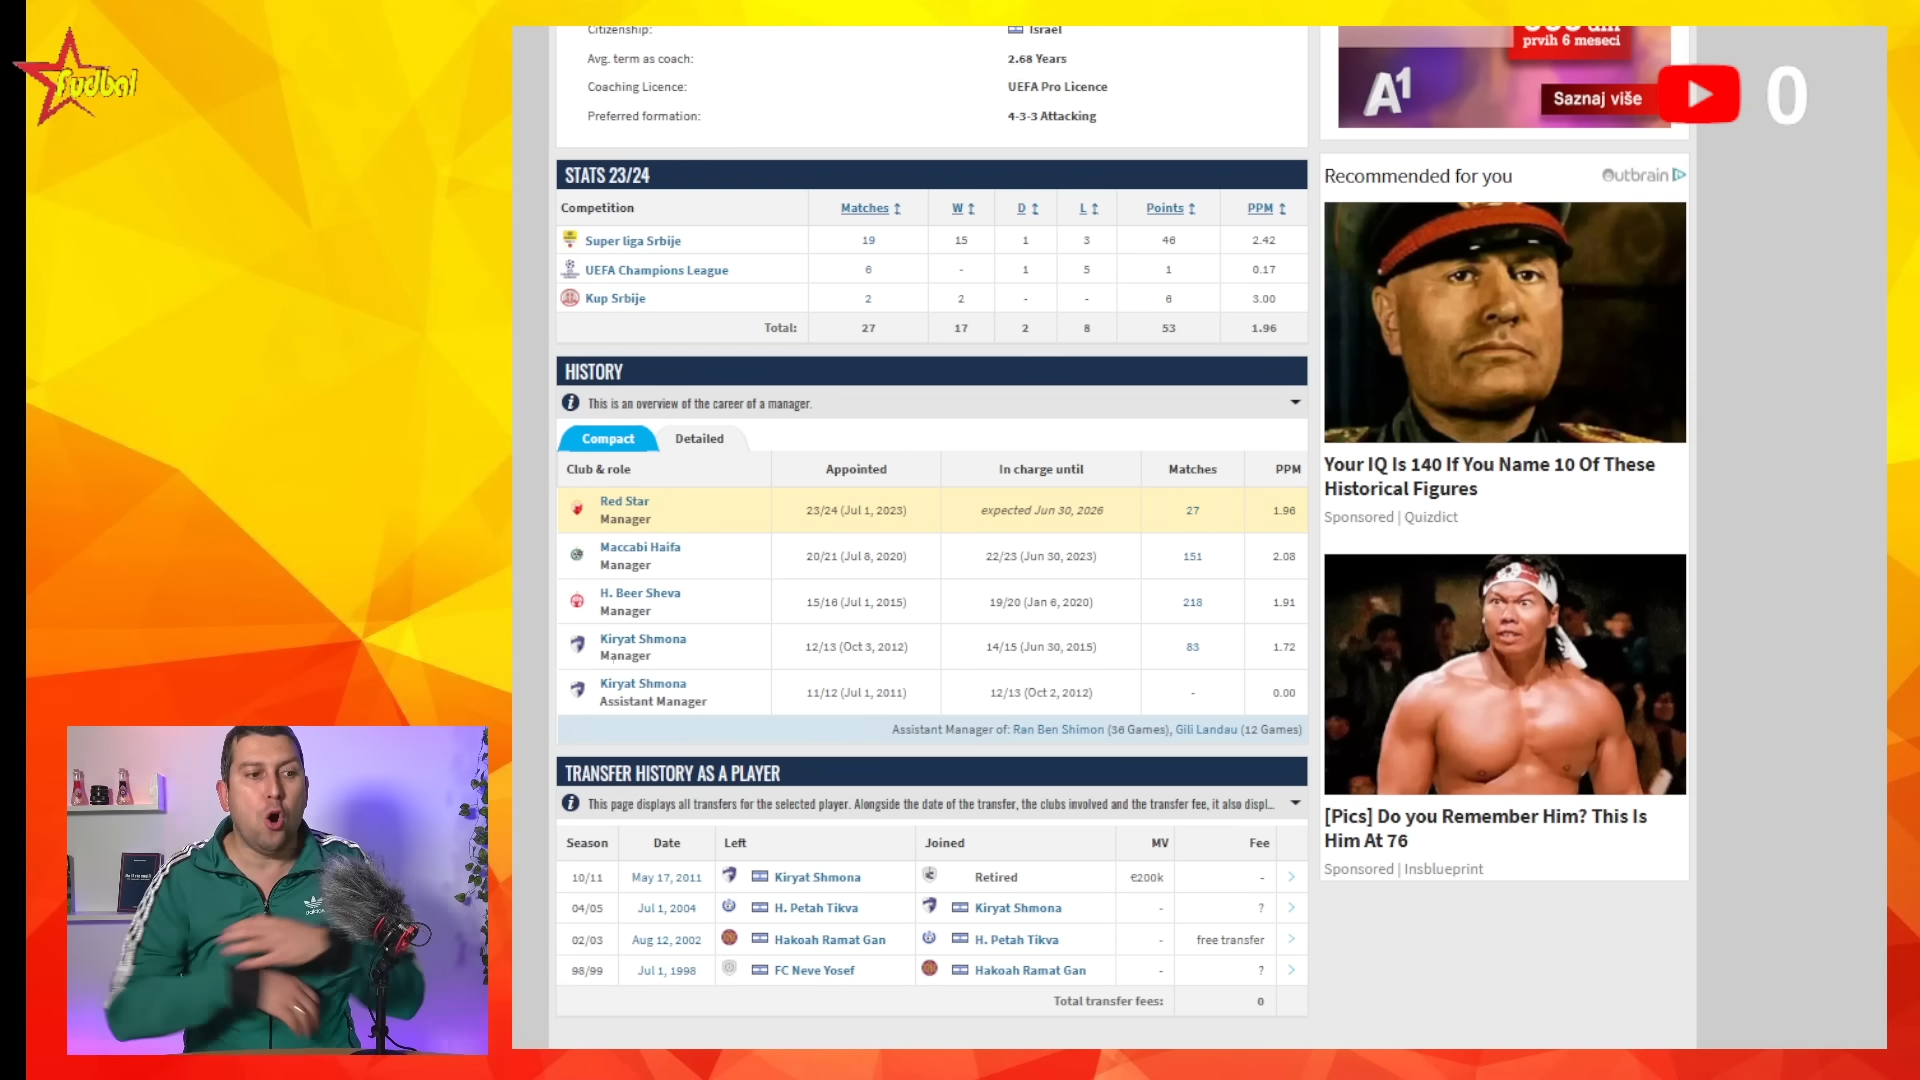 fudbal
Citizenship: Israel
Avg. term as coach: 2.68 Years
Coaching Licence: UEFA Pro Licence
Preferred formation: 4-3-3 Attacking
STATS 23/24
Competition Matches W D L Points PPM
Super liga Srbije 19 15 1 3 46 2.42
UEFA Champions League 6 - 1 5 1 0.17
Kup Srbije 2 2 - - 6 3.00
Total: 27 17 2 8 53 1.96
HISTORY
This is an overview of the career of a manager.
Compact Detailed
Club & role Appointed In charge until Matches PPM
Red Star
Manager 23/24 (Jul 1, 2023) expected Jun 30, 2026 27 1.96
Maccabi Haifa
Manager 20/21 (Jul 8, 2020) 22/23 (Jun 30, 2023) 151 2.08
H. Beer Sheva
Manager 15/16 (Jul 1, 2015) 19/20 (Jan 6, 2020) 218 1.91
Kiryat Shmona
Manager 12/13 (Oct 3, 2012) 14/15 (Jun 30, 2015) 83 1.72
Kiryat Shmona
Assistant Manager 11/12 (Jul 1, 2011) 12/13 (Oct 2, 2012) - 0.00
Assistant Manager of: Ran Ben Shimon (36 Games), Gili Landau (12 Games)
TRANSFER HISTORY AS A PLAYER
This page displays all transfers for the selected player. Alongside the date of the transfer, the clubs involved and the transfer fee, it also displ...
Season Date Left Joined MV Fee
10/11 May 17, 2011 Kiryat Shmona Retired €200k -
04/05 Jul 1, 2004 H. Petah Tikva Kiryat Shmona - ?
02/03 Aug 12, 2002 Hakoah Ramat Gan H. Petah Tikva - free transfer
98/99 Jul 1, 1998 FC Neve Yosef Hakoah Ramat Gan - ?
Total transfer fees: 0
prvih 6 meseci
A1
Saznaj više
0
Recommended for you
Outbrain
Your IQ Is 140 If You Name 10 Of These
Historical Figures
Sponsored | Quizdict
[Pics] Do you Remember Him? This Is
Him At 76
Sponsored | Insblueprint
adidas